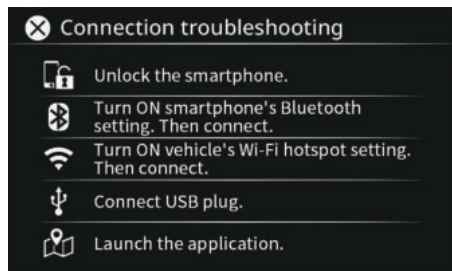 Connection troubleshooting
Unlock the smartphone.
Turn ON smartphone's Bluetooth
setting. Then connect.
Turn ON vehicle's Wi-Fi hotspot setting.
Then connect.
Connect USB plug.
Launch the application.